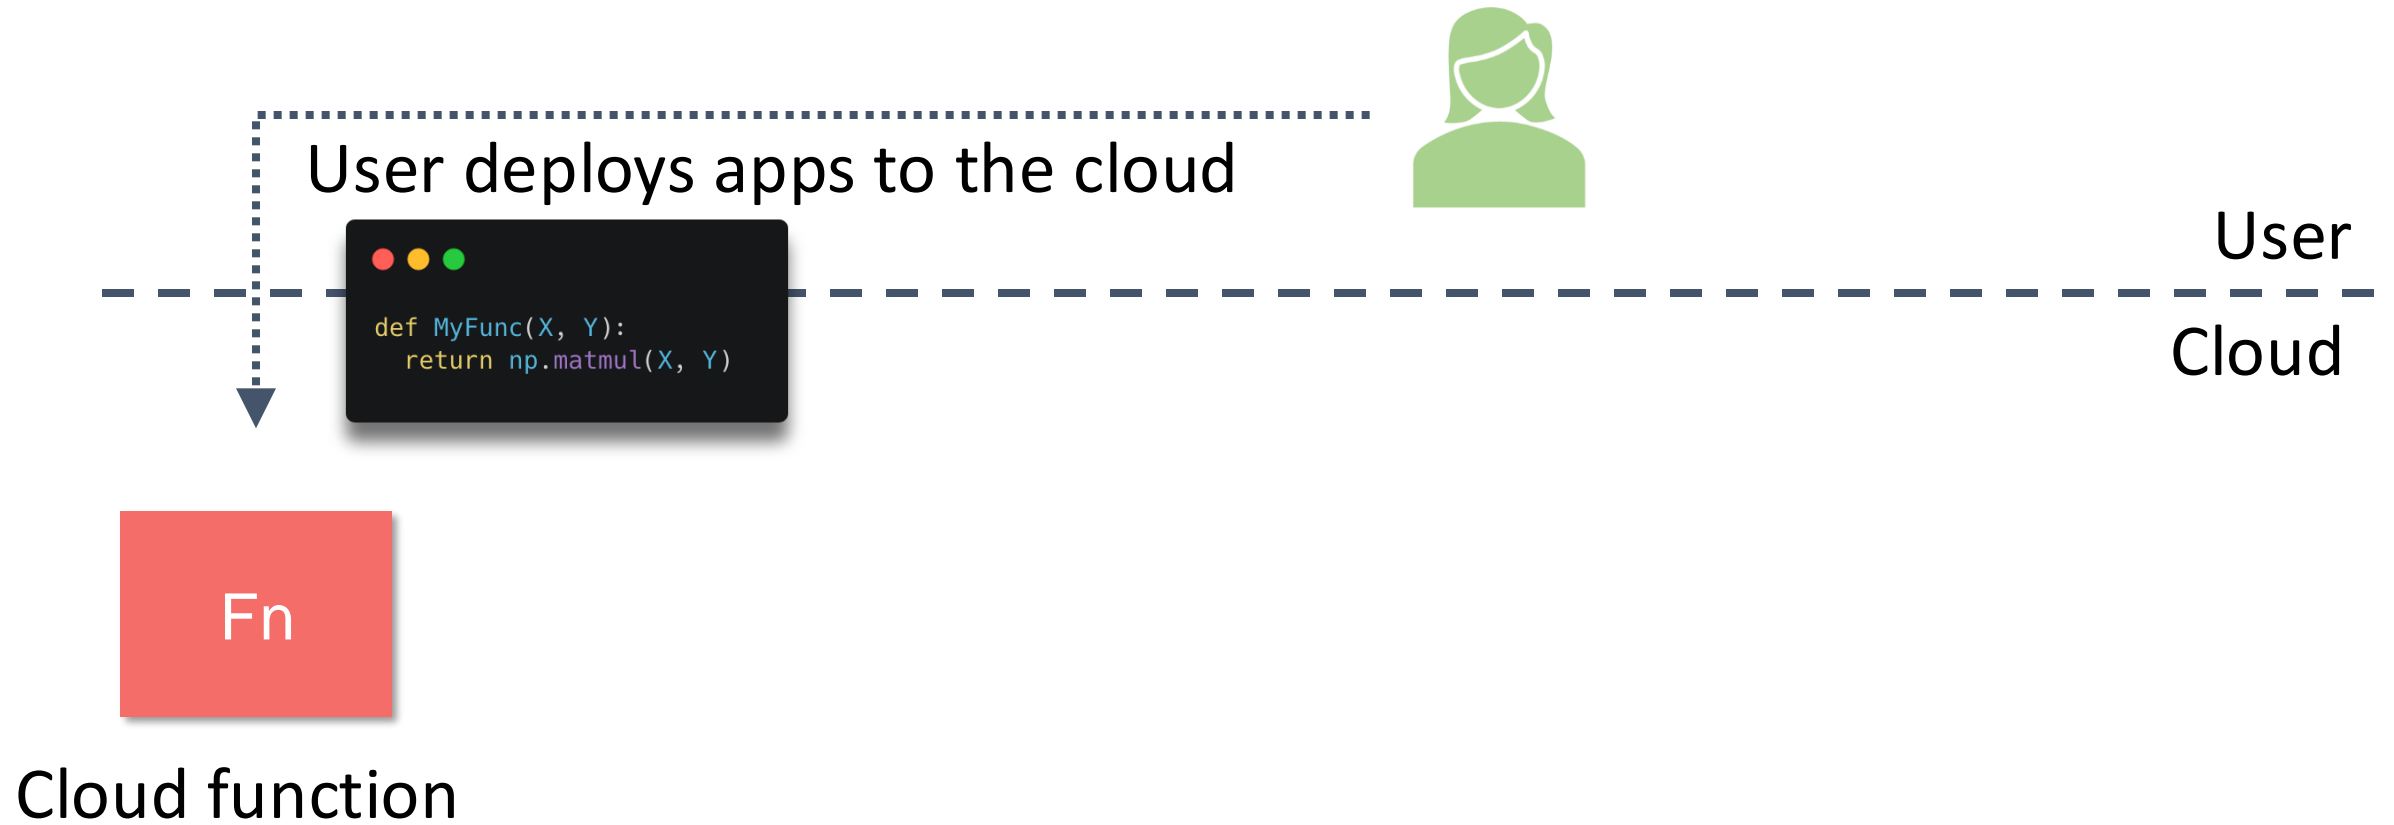 User deploys apps to the cloud
User
def MyFunc(X, Y):
  return np.matmul(X, Y)
Cloud
Fn
Cloud function